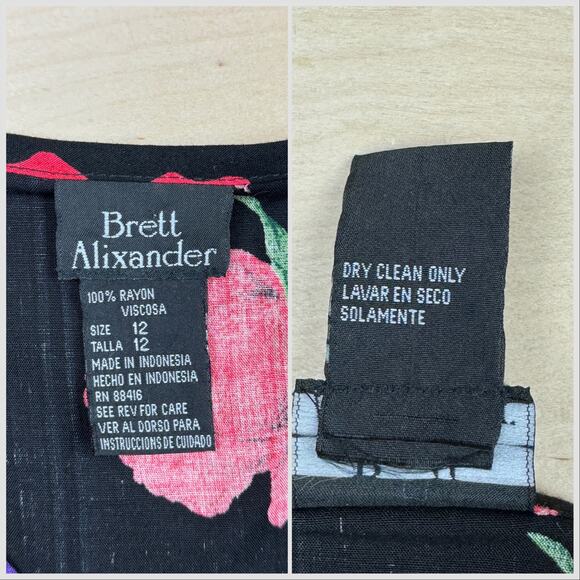 Brett
Alixander
100% RAYON
VISCOSA
SIZE 12
TALLA 12
MADE IN INDONESIA
HECHO EN INDONESIA
RN 88416
SEE REV FOR CARE
VER AL DORSO PARA
INSTRUCCIONS DE CUIDADO
DRY CLEAN ONLY
LAVAR EN SECO
SOLAMENTE